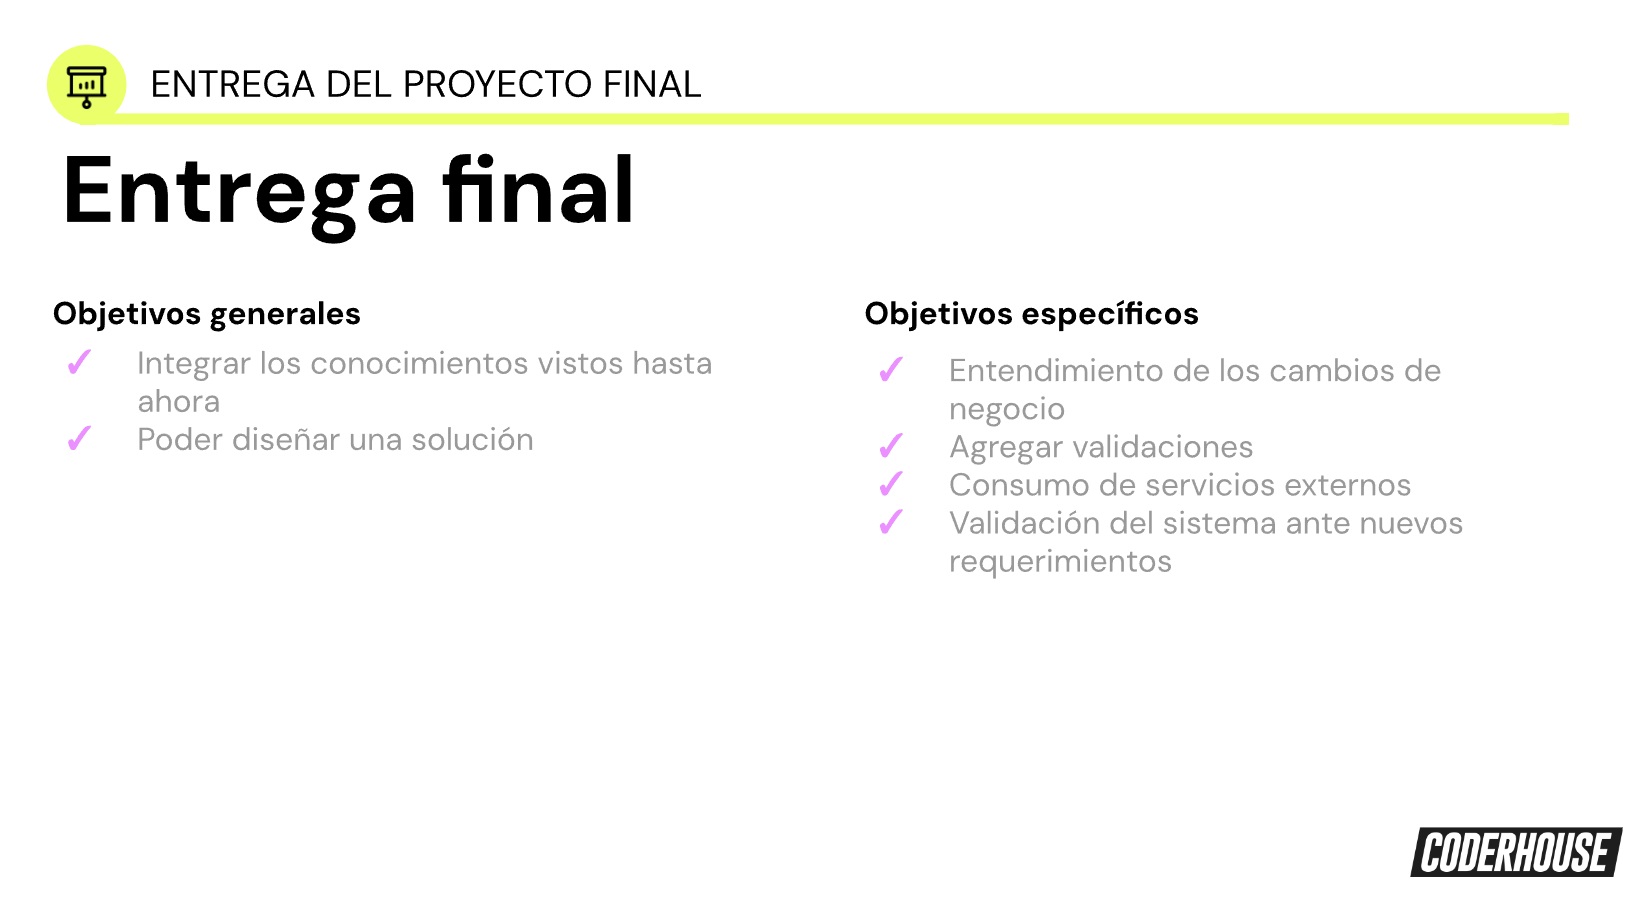 ENTREGA DEL PROYECTO FINAL
Entrega final
Objetivos generales
✓ Integrar los conocimientos vistos hasta
ahora
✓ Poder diseñar una solución
Objetivos específicos
✓ Entendimiento de los cambios de
negocio
✓ Agregar validaciones
✓ Consumo de servicios externos
✓ Validación del sistema ante nuevos
requerimientos
CODERHOUSE